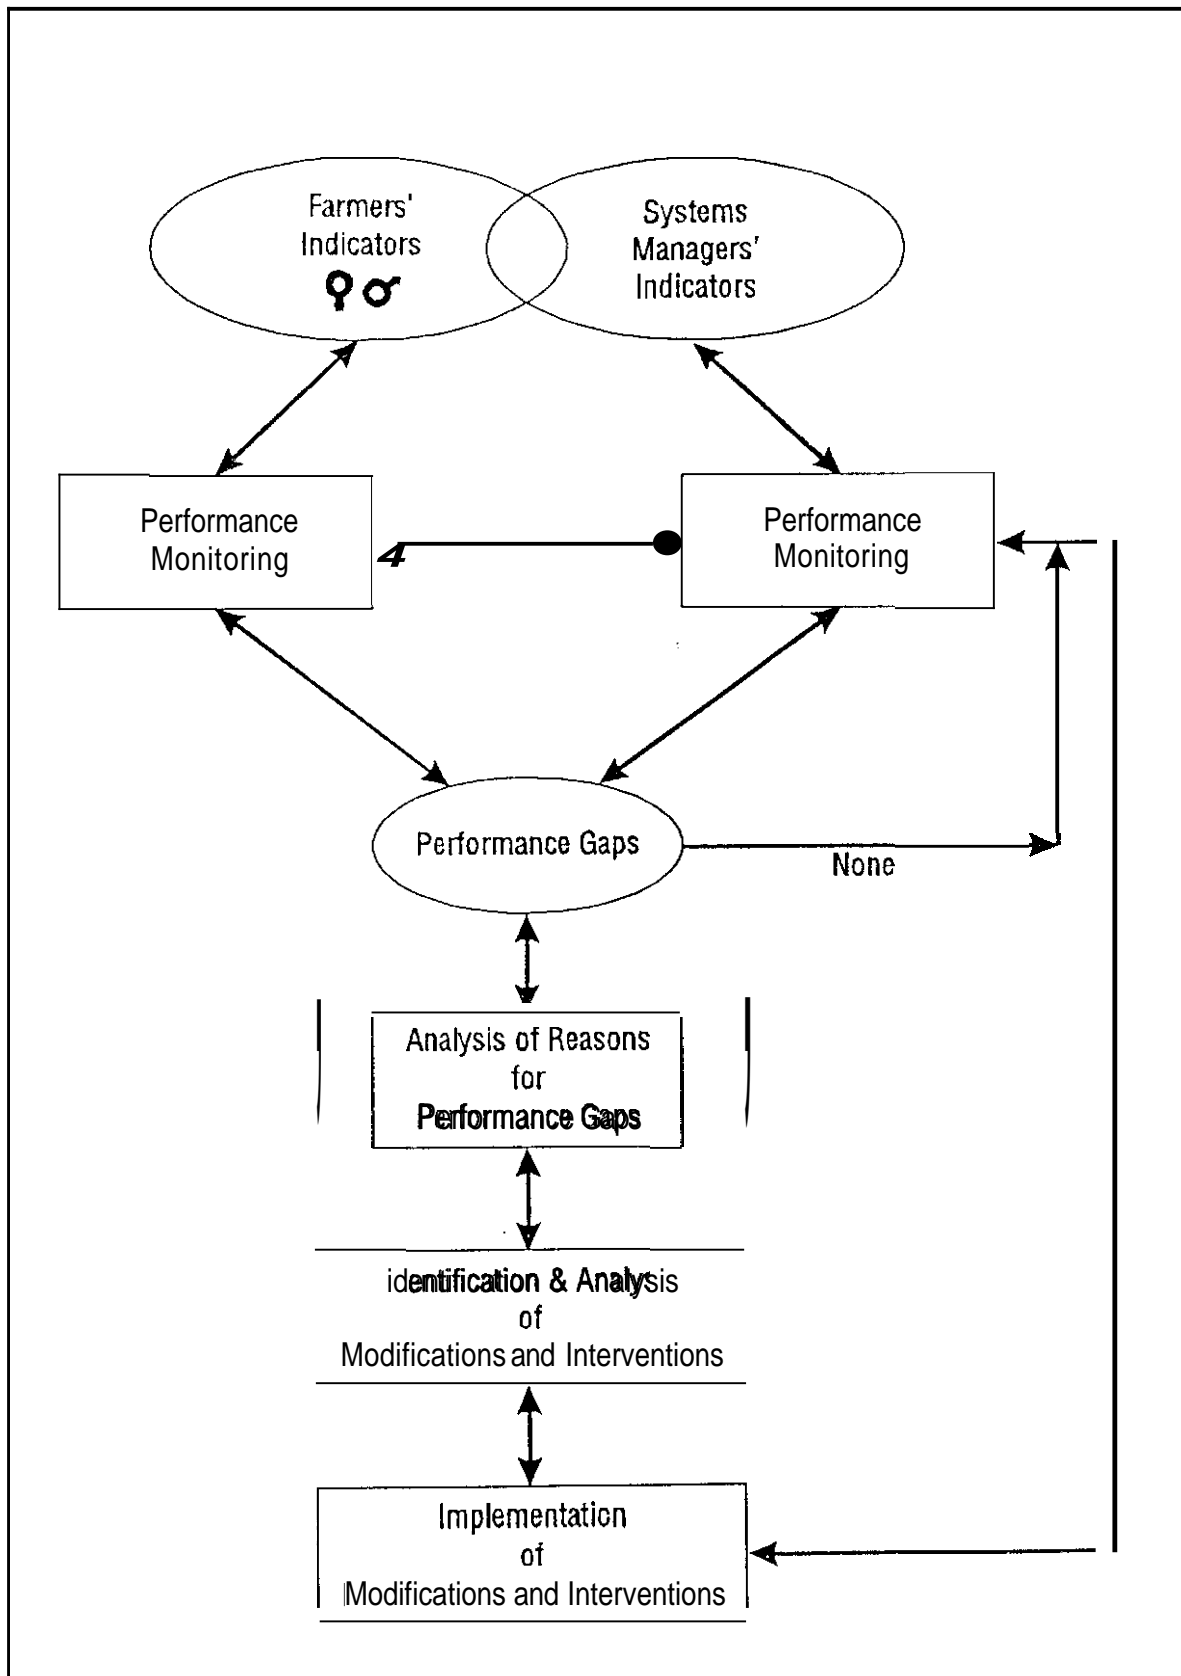 Farmers'
Indicators
♀ ♂
Systems
Managers'
Indicators
Performance
Monitoring
4
Performance
Monitoring
Performance Gaps
None
Analysis of Reasons
for
Performance Gaps
identification & Analysis
of
Modifications and Interventions
Implementation
of
Modifications and Interventions